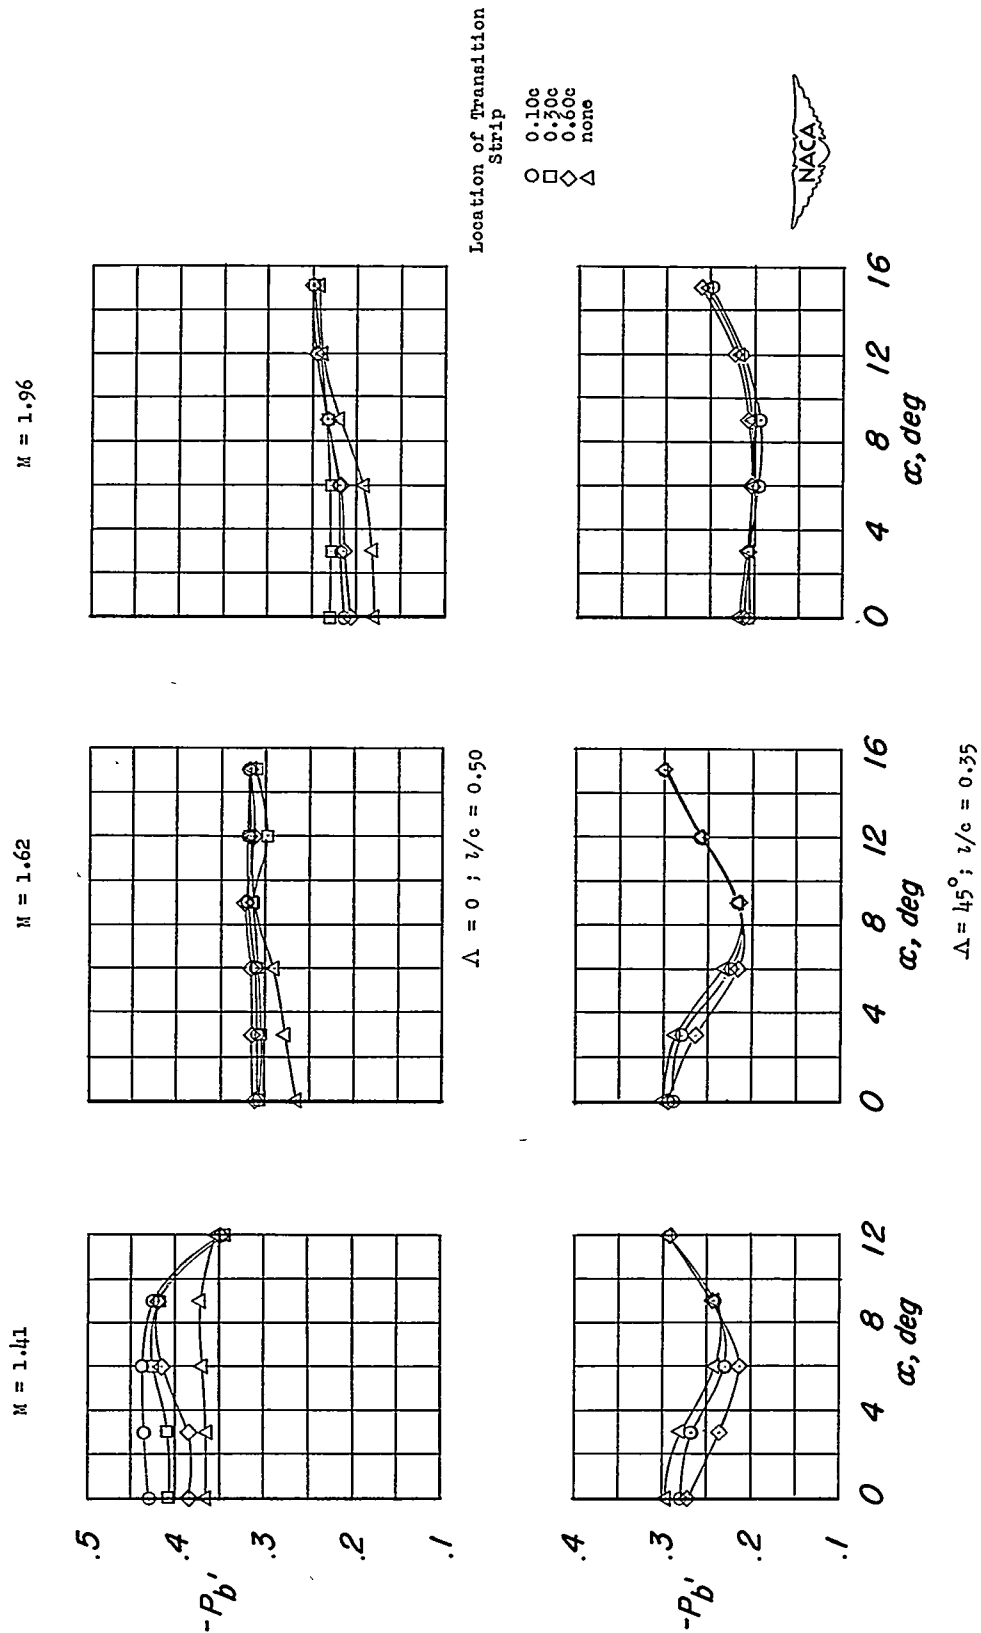 M = 1.41
M = 1.62
M = 1.96
.5
.4
.3
.2
.1
-P_b'
Λ = 0 ; l/c = 0.50
Location of Transition
Strip
○ 0.10c
□ 0.30c
◇ 0.60c
△ none
.4
.3
.2
.1
-P_b'
0 4 8 12
α, deg
0 4 8 12 16
α, deg
0 4 8 12 16
α, deg
Λ = 45°; l/c = 0.35
NACA